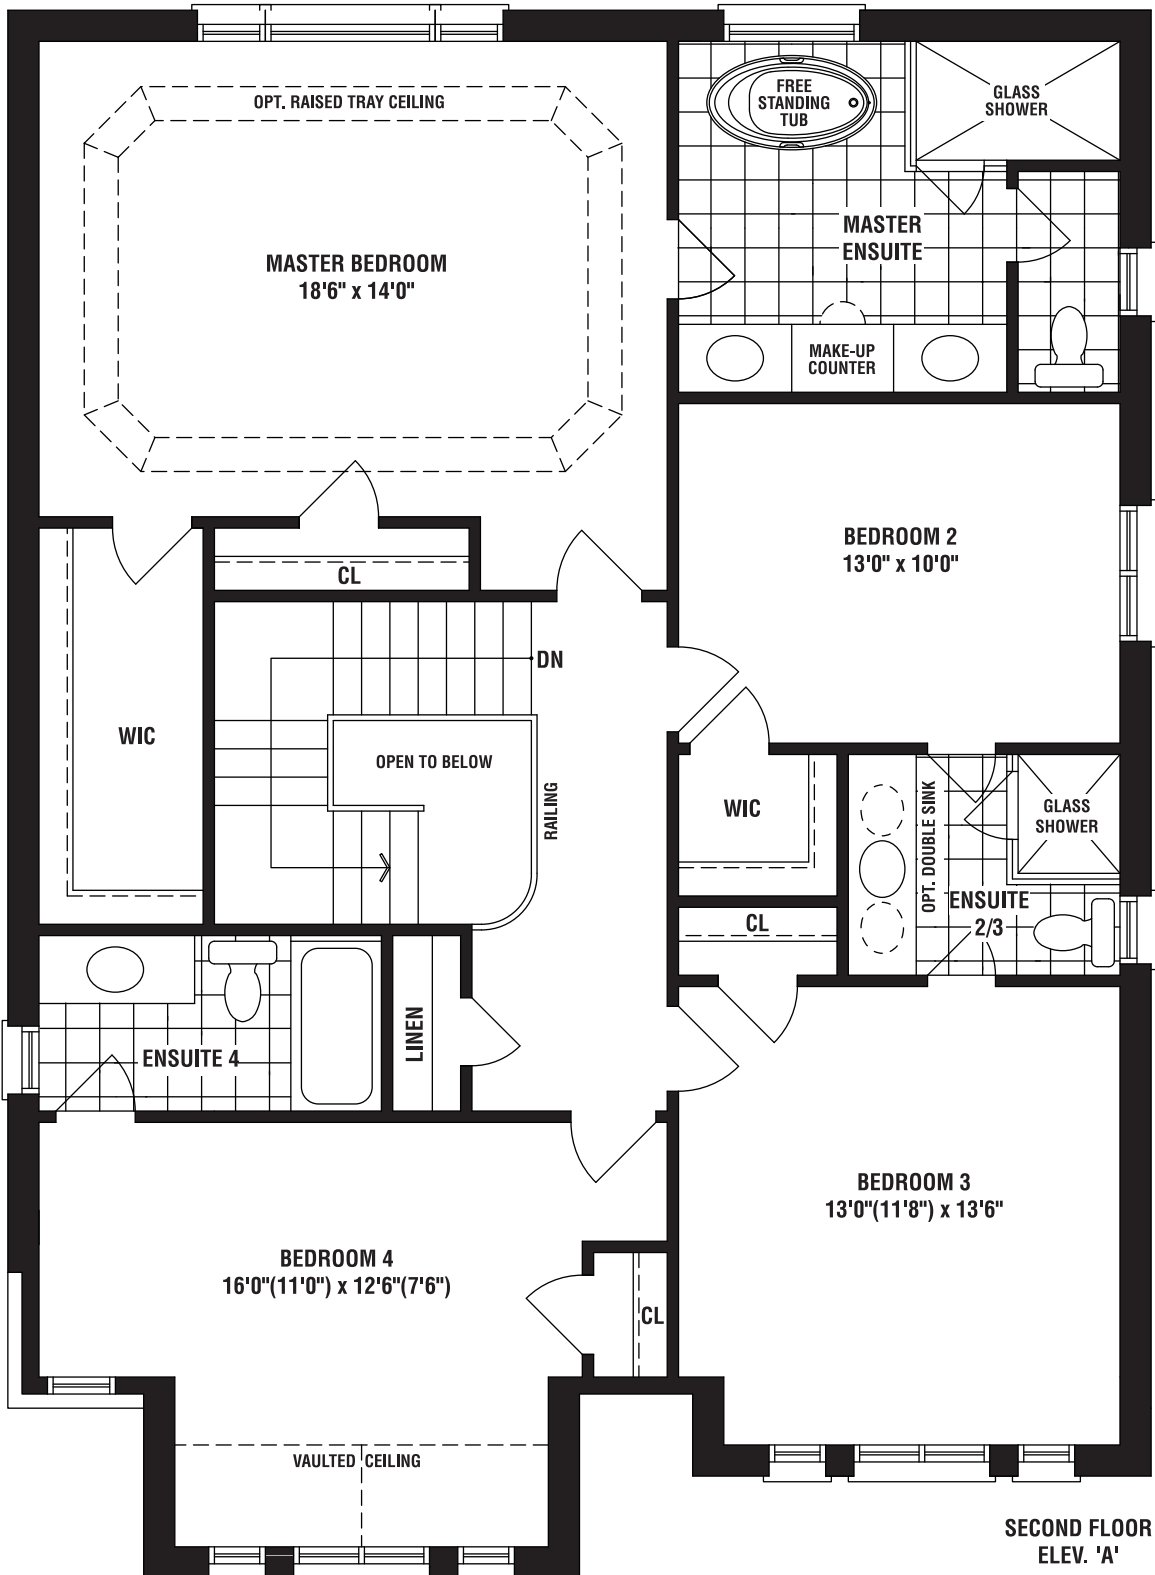 OPT. RAISED TRAY CEILING
MASTER BEDROOM
18'6" x 14'0"
FREE
STANDING
TUB
GLASS
SHOWER
MASTER
ENSUITE
MAKE-UP
COUNTER
BEDROOM 2
13'0" x 10'0"
CL
DN
WIC
OPEN TO BELOW
RAILING
WIC
OPT. DOUBLE SINK
GLASS
SHOWER
ENSUITE
2/3
CL
LINEN
ENSUITE 4
BEDROOM 3
13'0"(11'8") x 13'6"
BEDROOM 4
16'0"(11'0") x 12'6"(7'6")
CL
VAULTED CEILING
SECOND FLOOR
ELEV. 'A'